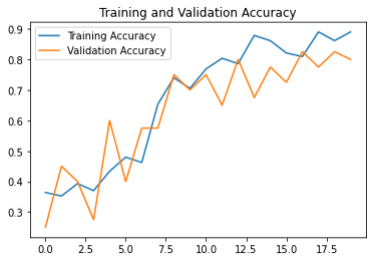 Training and Validation Accuracy
Training Accuracy
Validation Accuracy
0.9
0.8
0.7
0.6
0.5
0.4
0.3
0.0 2.5 5.0 7.5 10.0 12.5 15.0 17.5